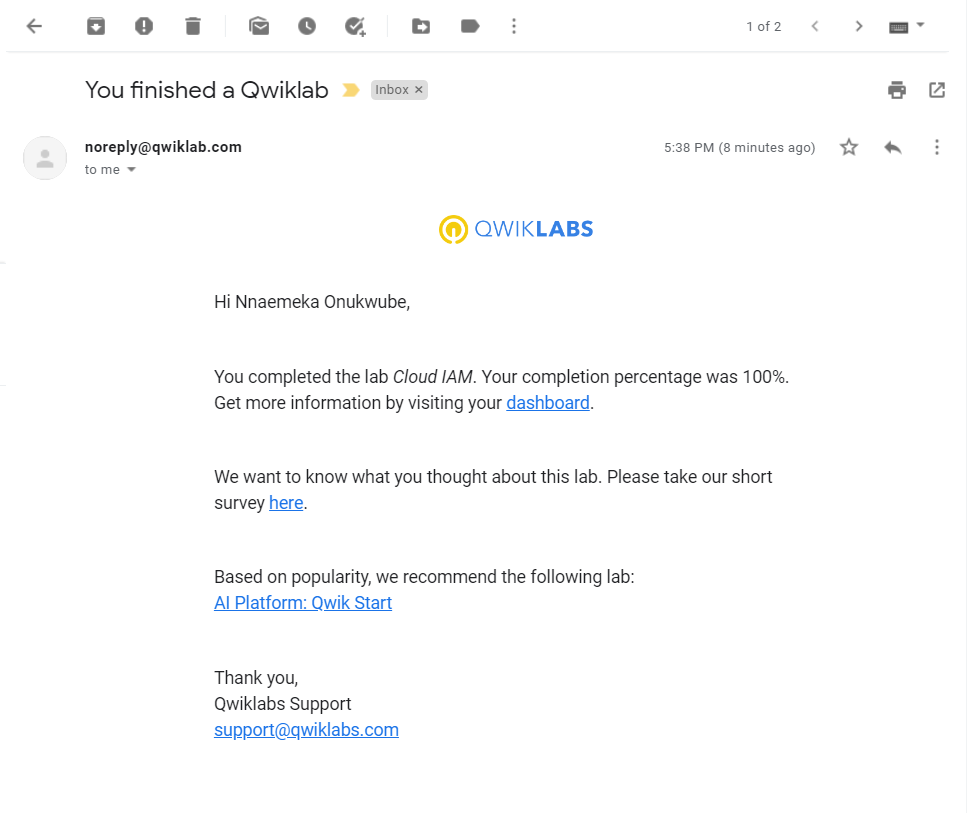 1 of 2
You finished a Qwiklab
Inbox ×
noreply@qwiklab.com
5:38 PM (8 minutes ago)
to me
QWIKLABS
Hi Nnaemeka Onukwube,
You completed the lab Cloud IAM. Your completion percentage was 100%.
Get more information by visiting your dashboard.
We want to know what you thought about this lab. Please take our short
survey here.
Based on popularity, we recommend the following lab:
AI Platform: Qwik Start
Thank you,
Qwiklabs Support
support@qwiklabs.com